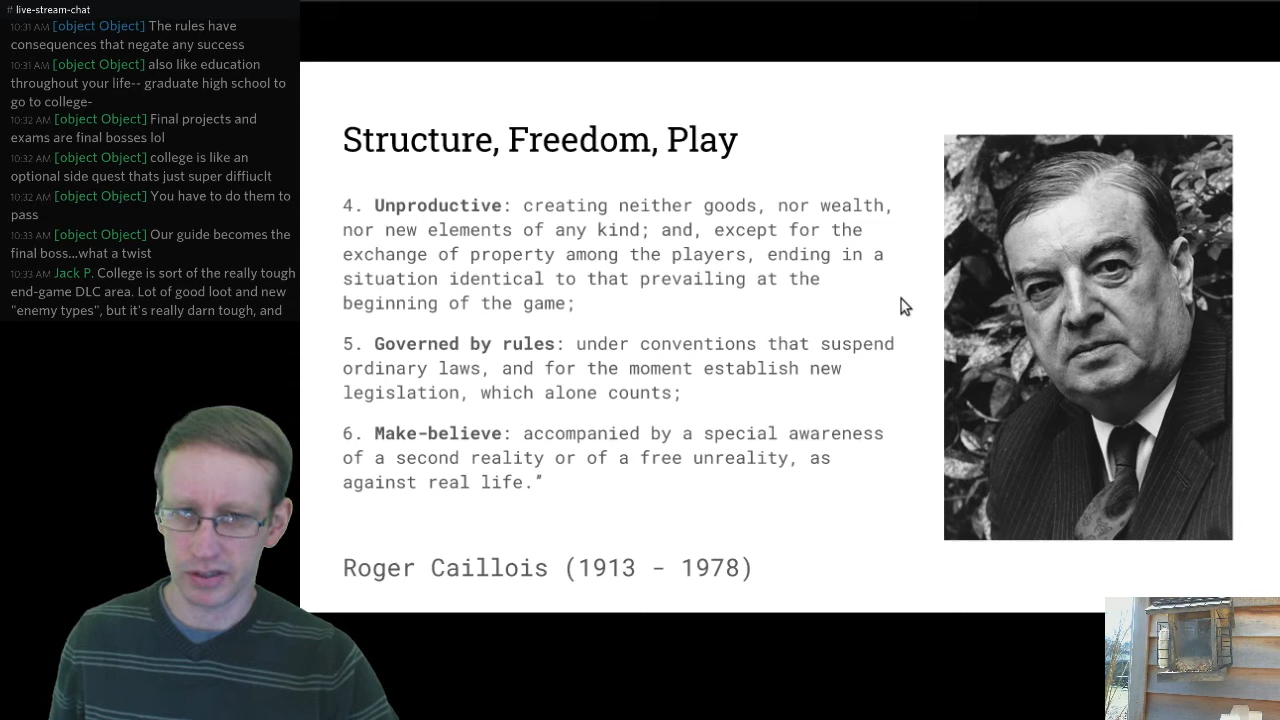 # live-stream-chat
10:31 AM [object Object] The rules have
consequences that negate any success
10:31 AM [object Object] also like education
throughout your life-- graduate high school to
go to college-
10:32 AM [object Object] Final projects and
exams are final bosses lol
10:32 AM [object Object] college is like an
optional side quest thats just super diffiuclt
10:32 AM [object Object] You have to do them to
pass
10:33 AM [object Object] Our guide becomes the
final boss...what a twist
10:33 AM Jack P. College is sort of the really tough
end-game DLC area. Lot of good loot and new
"enemy types", but it's really darn tough, and
Structure, Freedom, Play
4. Unproductive: creating neither goods, nor wealth,
nor new elements of any kind; and, except for the
exchange of property among the players, ending in a
situation identical to that prevailing at the
beginning of the game;
5. Governed by rules: under conventions that suspend
ordinary laws, and for the moment establish new
legislation, which alone counts;
6. Make-believe: accompanied by a special awareness
of a second reality or of a free unreality, as
against real life.”
Roger Caillois (1913 - 1978)